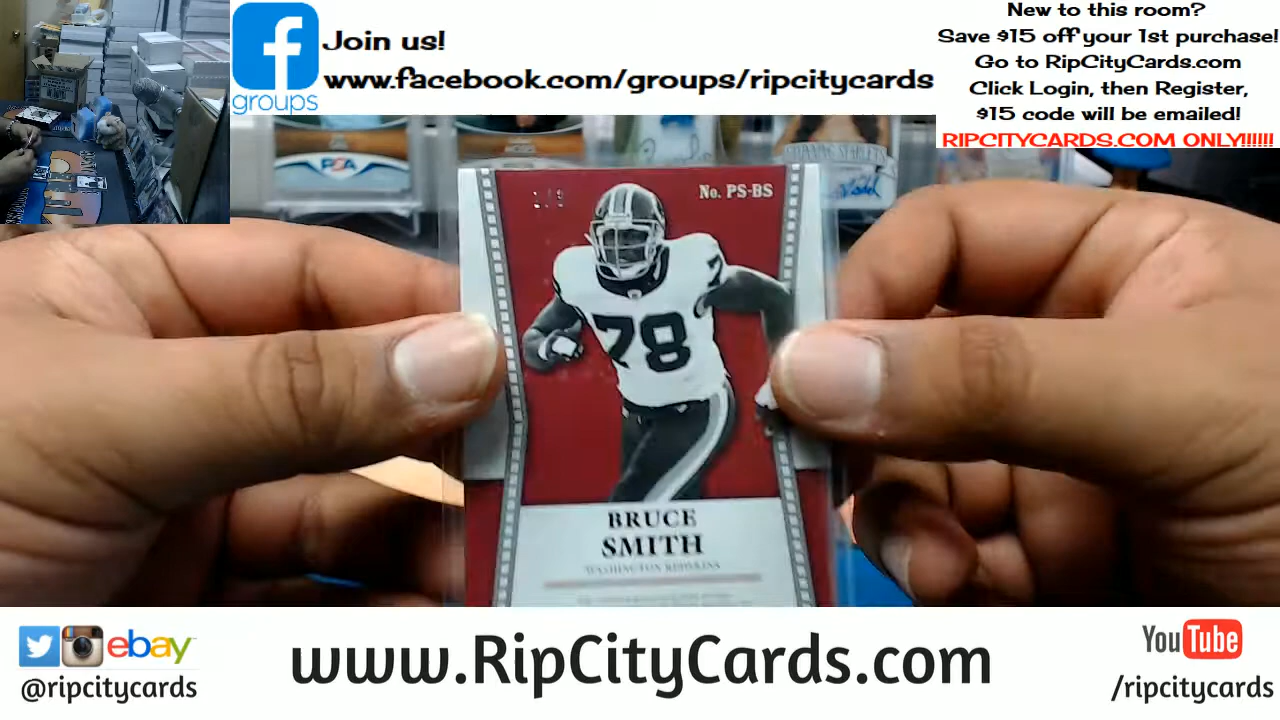 Join us!
www.facebook.com/groups/ripcitycards
groups
New to this room?
Save $15 off your 1st purchase!
Go to RipCityCards.com
Click Login, then Register,
$15 code will be emailed!
RIPCITYCARDS.COM ONLY!!!!!!
PSA
No. PS-BS
78
7
BRUCE
SMITH
WASHINGTON REDSKINS
ebay
@ripcitycards
www.RipCityCards.com
YouTube
/ripcitycards